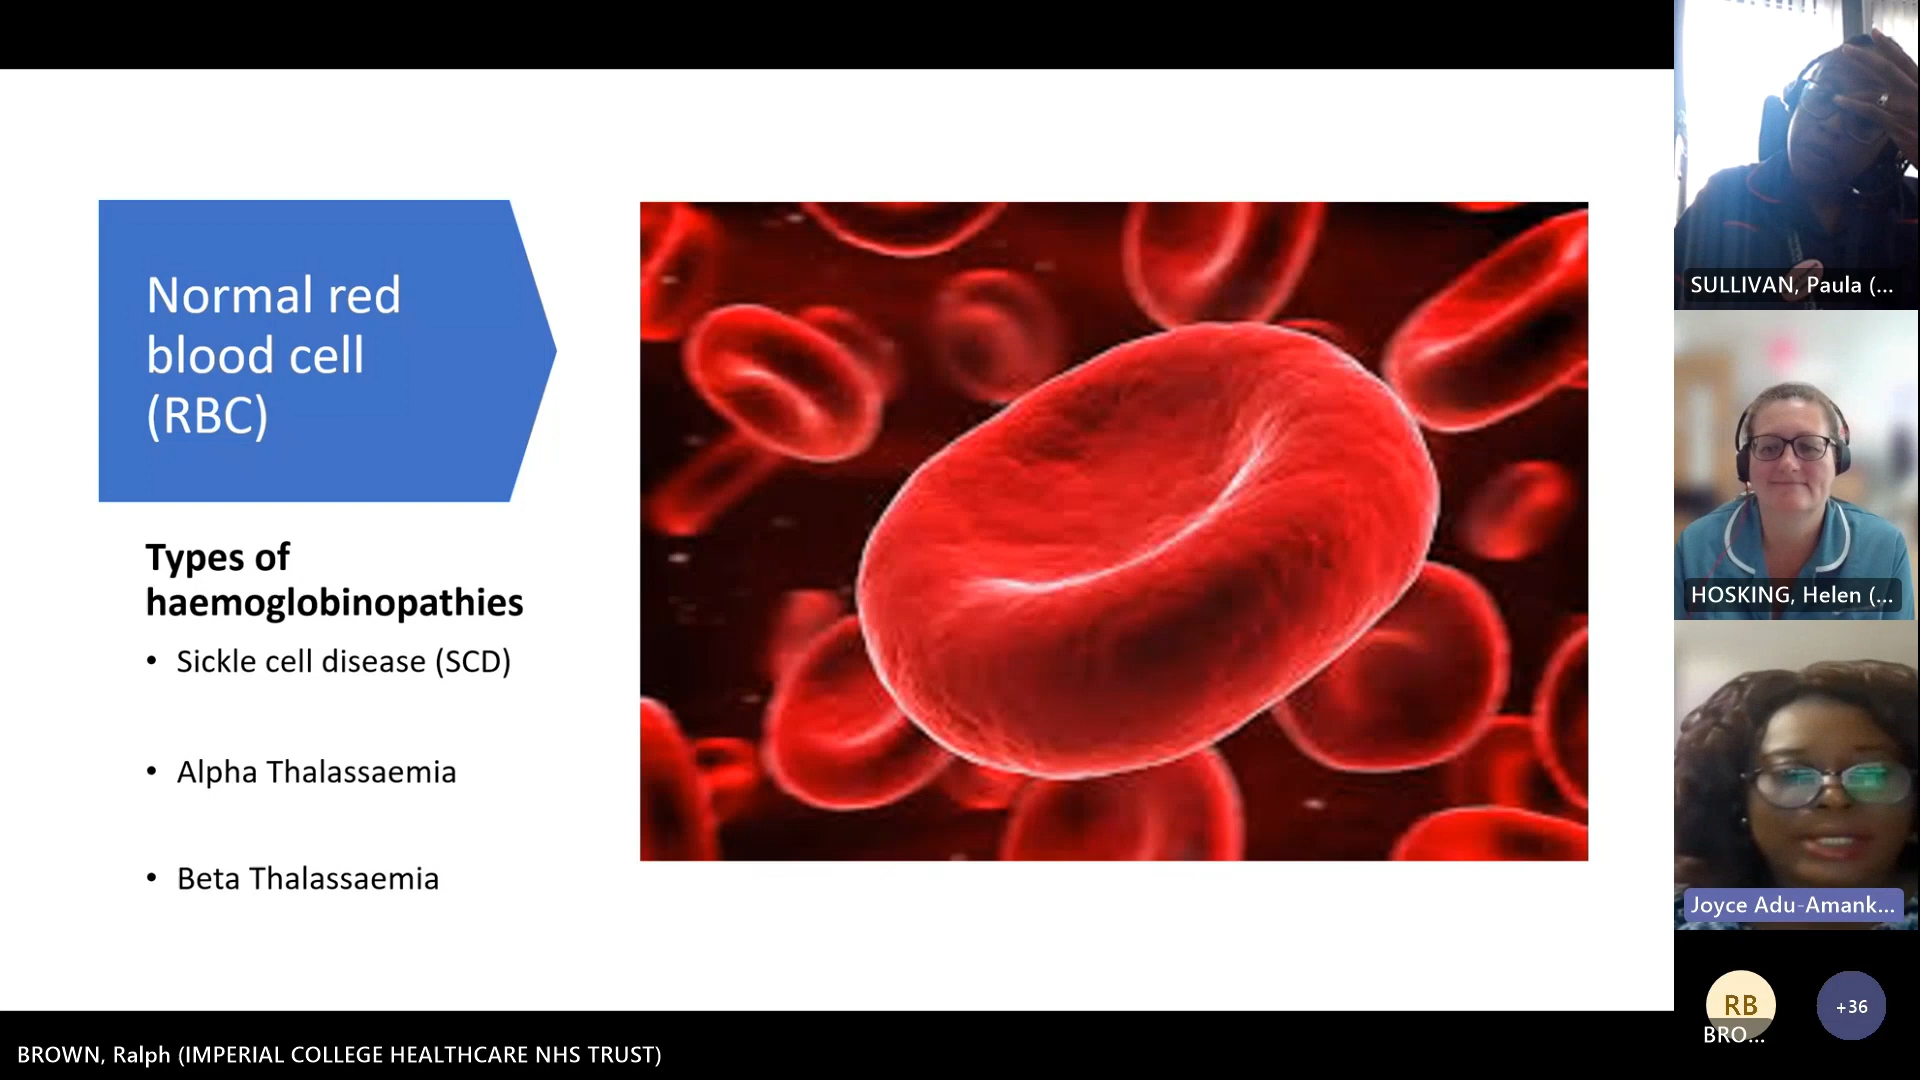 Normal red
blood cell
(RBC)
Types of
haemoglobinopathies
• Sickle cell disease (SCD)
• Alpha Thalassaemia
• Beta Thalassaemia
SULLIVAN, Paula (...
HOSKING, Helen (...
Joyce Adu-Amank...
RB
BRO...
+36
BROWN, Ralph (IMPERIAL COLLEGE HEALTHCARE NHS TRUST)